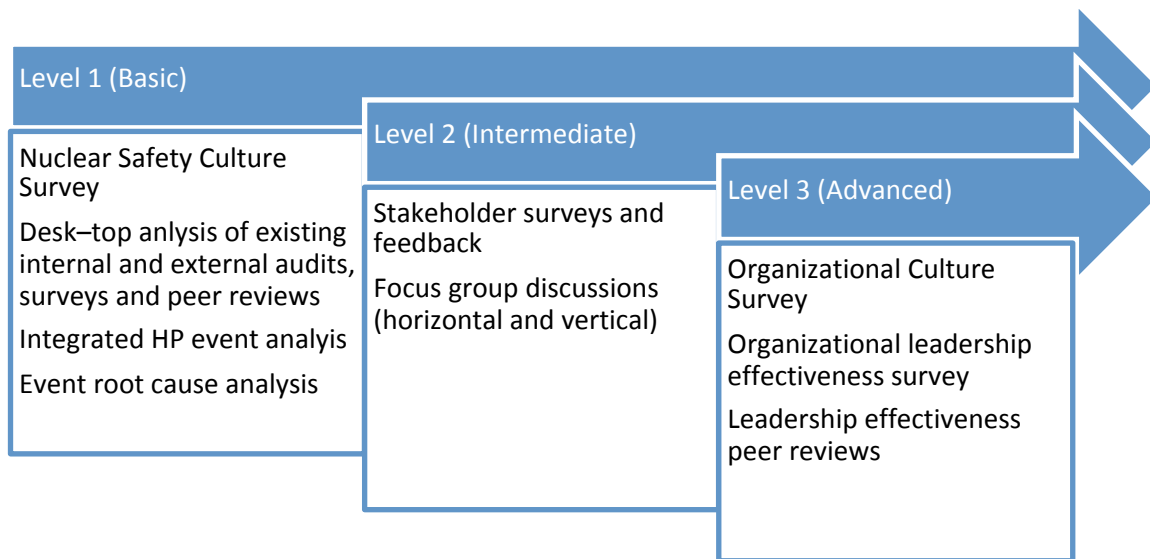 Level 1 (Basic)
Nuclear Safety Culture
Survey
Desk–top anlysis of existing
internal and external audits,
surveys and peer reviews
Integrated HP event analyis
Event root cause analysis
Level 2 (Intermediate)
Stakeholder surveys and
feedback
Focus group discussions
(horizontal and vertical)
Level 3 (Advanced)
Organizational Culture
Survey
Organizational leadership
effectiveness survey
Leadership effectiveness
peer reviews